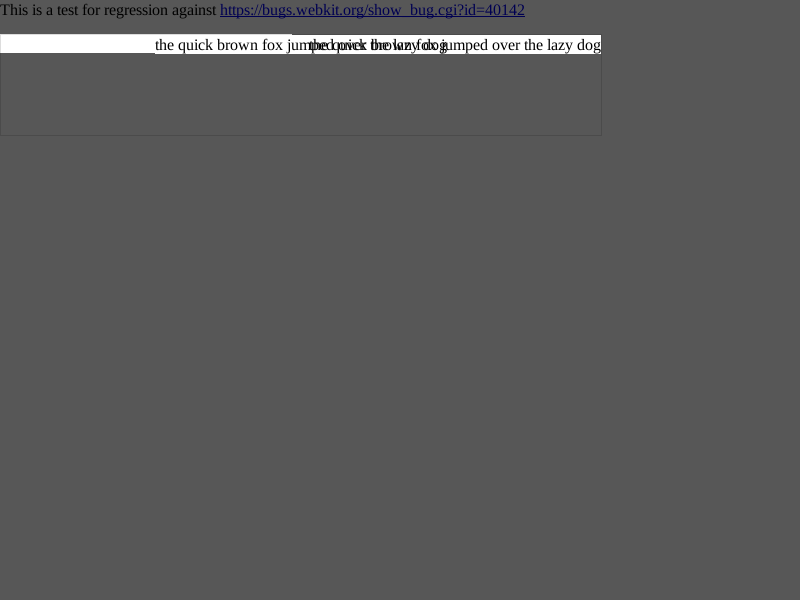 This is a test for regression against https://bugs.webkit.org/show_bug.cgi?id=40142
the quick brown fox jumped over the lazy dog the quick brown fox jumped over the lazy dog